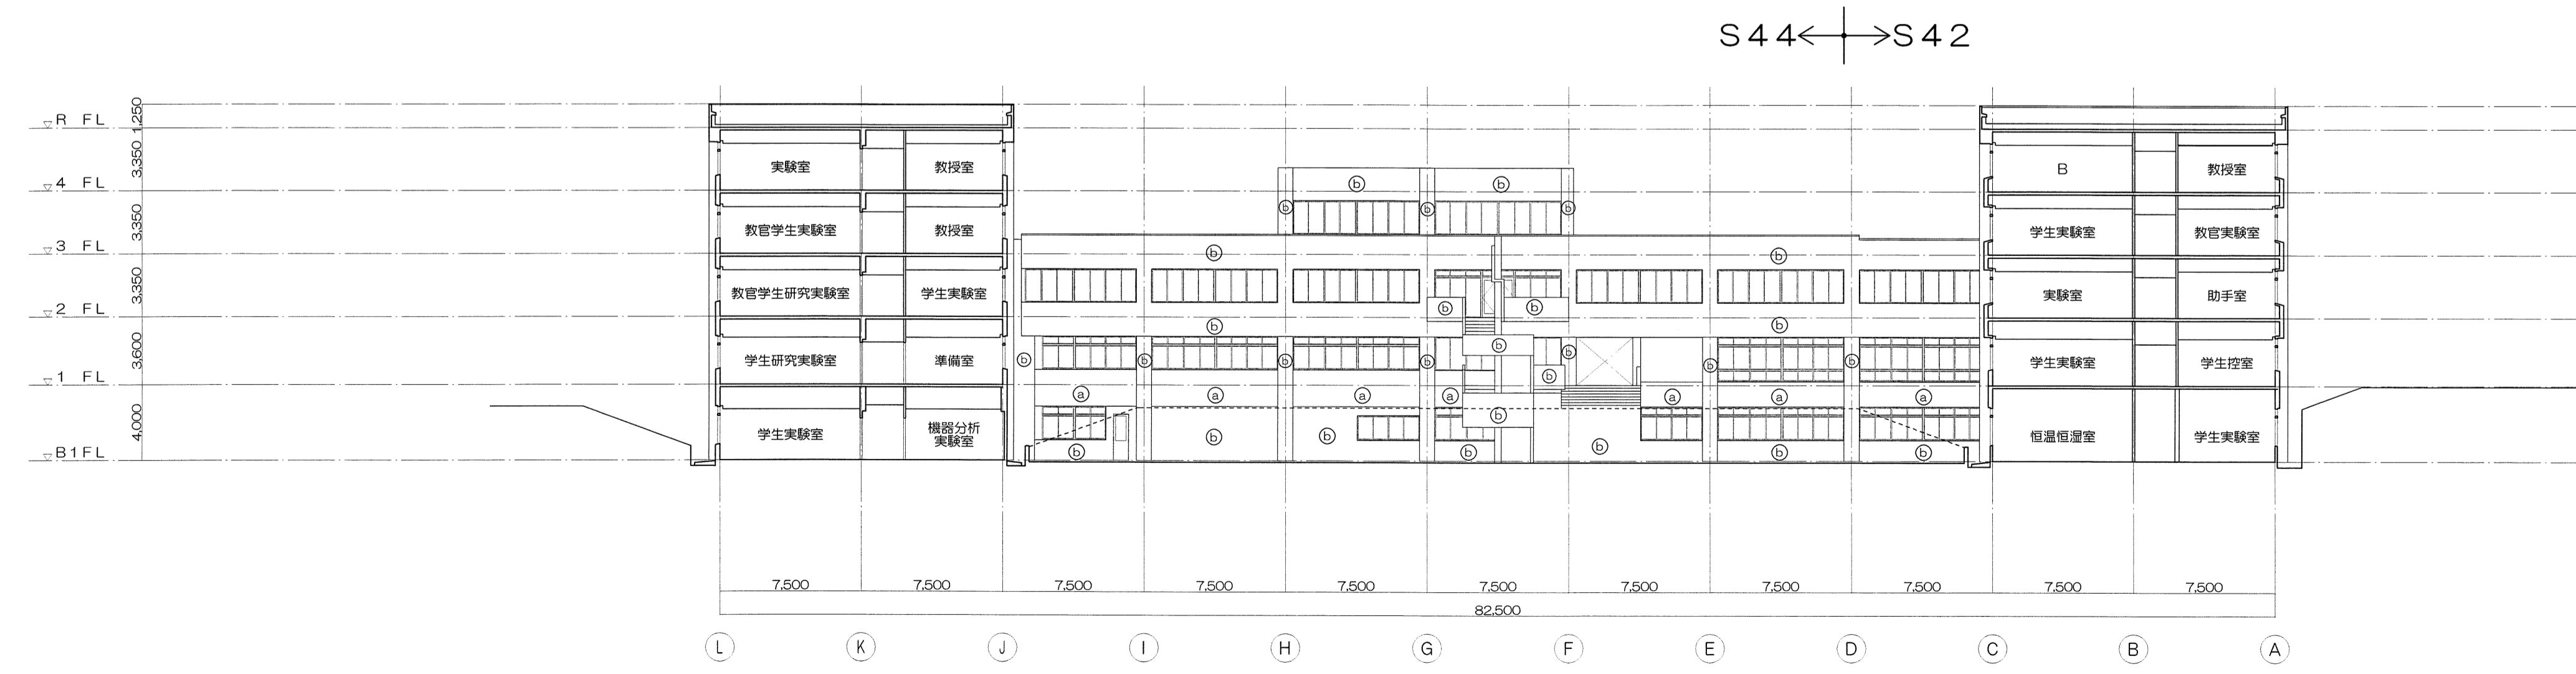 S44 S42
R FL
1,250
3,350
実験室 教授室 B 教授室
4 FL
ⓑ ⓑ
ⓑ ⓑ ⓑ
3,350
教官学生実験室 教授室 学生実験室 教官実験室
3 FL
ⓑ ⓑ
3,350
教官学生研究実験室 学生実験室 実験室 助手室
ⓑ ⓑ
2 FL
ⓑ ⓑ
3,600
ⓑ
ⓑ ⓑ ⓑ ⓑ ⓑ ⓑ ⓑ
学生研究実験室 準備室 学生実験室 学生控室
ⓑ
1 FL
ⓐ ⓐ ⓐ ⓐ ⓐ ⓐ ⓐ
4,000
ⓑ
学生実験室 機器分析
実験室 恒温恒湿室 学生実験室
ⓑ ⓑ ⓑ
B1FL
ⓑ ⓑ ⓑ ⓑ
7,500 7,500 7,500 7,500 7,500 7,500 7,500 7,500 7,500 7,500 7,500
82,500
L K J I H G F E D C B A